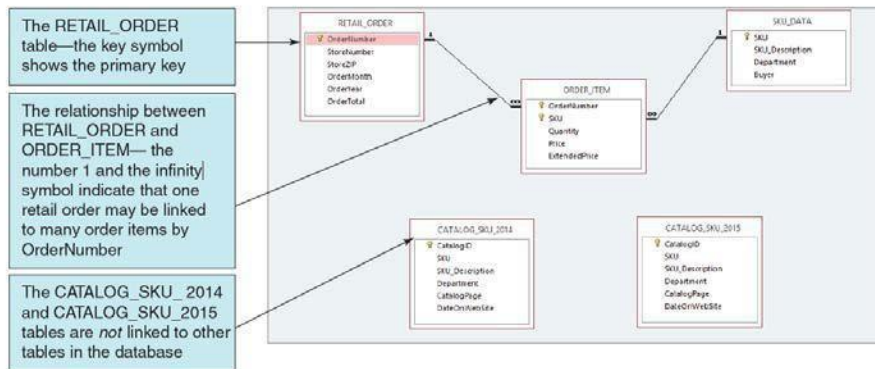 The RETAIL_ORDER
table—the key symbol
shows the primary key
The relationship between
RETAIL_ORDER and
ORDER_ITEM— the
number 1 and the infinity
symbol indicate that one
retail order may be linked
to many order items by
OrderNumber
The CATALOG_SKU_ 2014
and CATALOG_SKU_2015
tables are not linked to other
tables in the database
RETAIL_ORDER
OrderNumber
StoreNumber
StoreZIP
OrderMonth
OrderYear
OrderTotal
1
∞
ORDER_ITEM
OrderNumber
SKU
Quantity
Price
ExtendedPrice
1
∞
SKU_DATA
SKU
SKU_Description
Department
Buyer
CATALOG_SKU_2014
CatalogID
SKU
SKU_Description
Department
CatalogPage
DateOnWebSite
CATALOG_SKU_2015
CatalogID
SKU
SKU_Description
Department
CatalogPage
DateOnWebSite